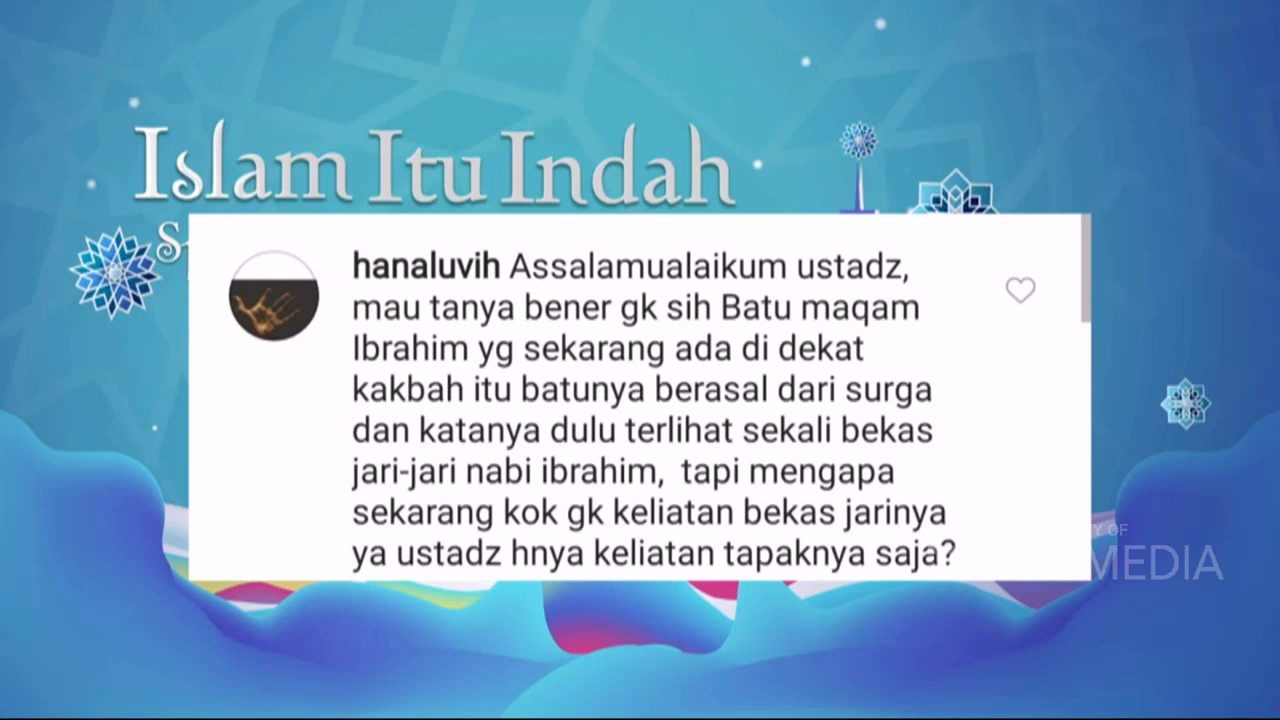 Islam Itu Indah
hanaluvih Assalamualaikum ustadz,
mau tanya bener gk sih Batu maqam
Ibrahim yg sekarang ada di dekat
kakbah itu batunya berasal dari surga
dan katanya dulu terlihat sekali bekas
jari-jari nabi ibrahim,  tapi mengapa
sekarang kok gk keliatan bekas jarinya
ya ustadz hnya keliatan tapaknya saja?
Y OF
MEDIA